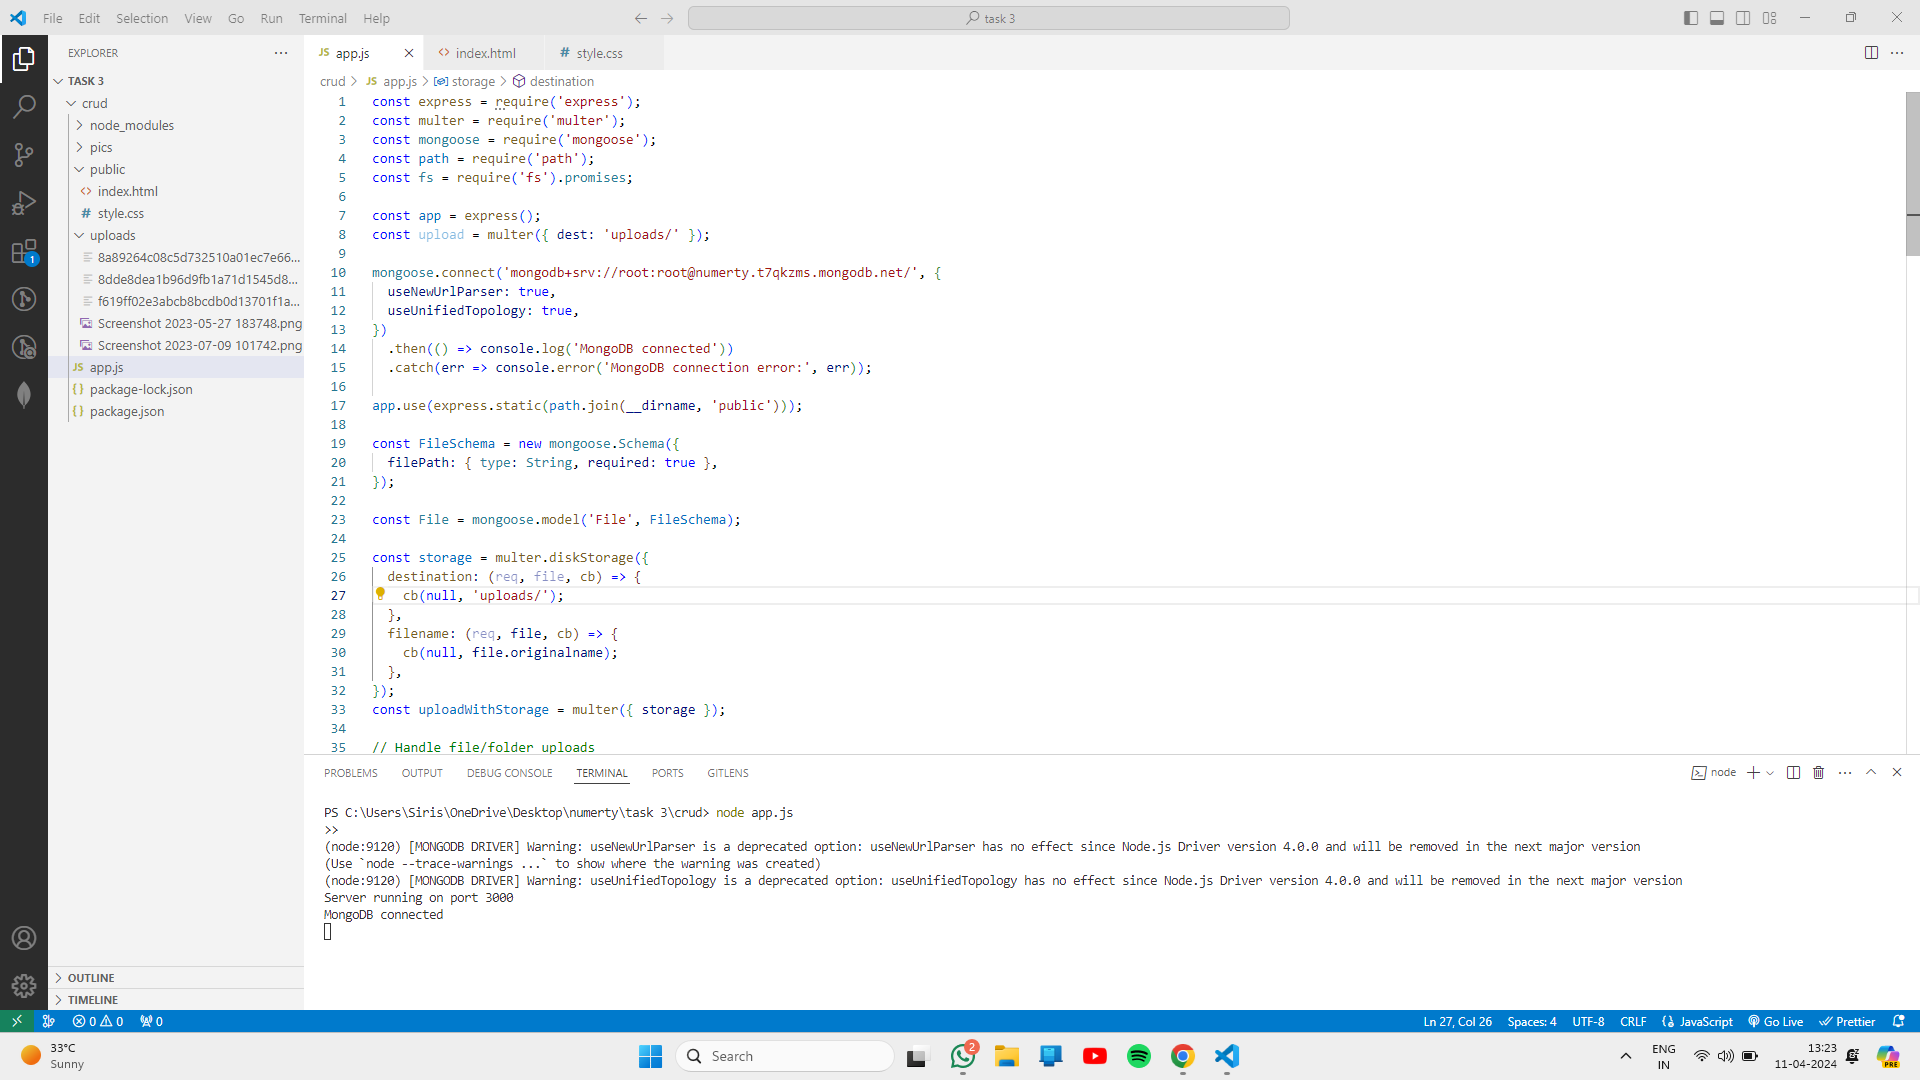 File Edit Selection View Go Run Terminal Help
task 3
EXPLORER
TASK 3
crud
node_modules
pics
public
index.html
style.css
uploads
8a89264c08c5d732510a01ec7e66...
8dde8dea1b96d9fb1a71d1545d8...
f619ff02e3abcb8bcdb0d13701f1a...
Screenshot 2023-05-27 183748.png
Screenshot 2023-07-09 101742.png
JS app.js
{} package-lock.json
{} package.json
OUTLINE
TIMELINE
1
JS app.js
<> index.html
# style.css
crud > JS app.js > storage > destination
1 const express = require('express');
2 const multer = require('multer');
3 const mongoose = require('mongoose');
4 const path = require('path');
5 const fs = require('fs').promises;
6
7 const app = express();
8 const upload = multer({ dest: 'uploads/' });
9
10 mongoose.connect('mongodb+srv://root:root@numerty.t7qkzms.mongodb.net/', {
11 useNewUrlParser: true,
12 useUnifiedTopology: true,
13 })
14 .then(() => console.log('MongoDB connected'))
15 .catch(err => console.error('MongoDB connection error:', err));
16
17 app.use(express.static(path.join(__dirname, 'public')));
18
19 const FileSchema = new mongoose.Schema({
20 filePath: { type: String, required: true },
21 });
22
23 const File = mongoose.model('File', FileSchema);
24
25 const storage = multer.diskStorage({
26 destination: (req, file, cb) => {
27 cb(null, 'uploads/');
28 },
29 filename: (req, file, cb) => {
30 cb(null, file.originalname);
31 },
32 });
33 const uploadWithStorage = multer({ storage });
34
35 // Handle file/folder uploads
PROBLEMS OUTPUT DEBUG CONSOLE TERMINAL PORTS GITLENS
node
PS C:\Users\Siris\OneDrive\Desktop\numerty\task 3\crud> node app.js
>>
(node:9120) [MONGODB DRIVER] Warning: useNewUrlParser is a deprecated option: useNewUrlParser has no effect since Node.js Driver version 4.0.0 and will be removed in the next major version
(Use `node --trace-warnings ...` to show where the warning was created)
(node:9120) [MONGODB DRIVER] Warning: useUnifiedTopology is a deprecated option: useUnifiedTopology has no effect since Node.js Driver version 4.0.0 and will be removed in the next major version
Server running on port 3000
MongoDB connected
0 0 0
Ln 27, Col 26 Spaces: 4 UTF-8 CRLF {} JavaScript Go Live Prettier
33°C
Sunny
Search
2
ENG
IN
13:23
11-04-2024
PRE